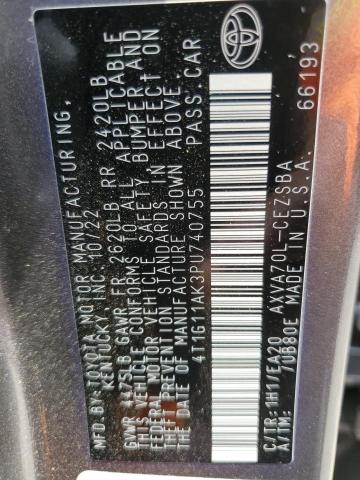 MFD. BY: TOYOTA MOTOR MANUFACTURING,
KENTUCKY, INC. 10/22
GVWR 4575LB GAWR FR 2620LB RR 2420LB
THIS VEHICLE CONFORMS TO ALL APPLICABLE
FEDERAL MOTOR VEHICLE SAFETY, BUMPER AND
THEFT PREVENTION STANDARDS IN EFFECT ON
THE DATE OF MANUFACTURE SHOWN ABOVE.
4T1G11AK3PU740755 PASS. CAR
C/TR: 1H1/EA20 AXVA70L-CEZSBA
A/TM: /UB80E MADE IN U.S.A. 66193